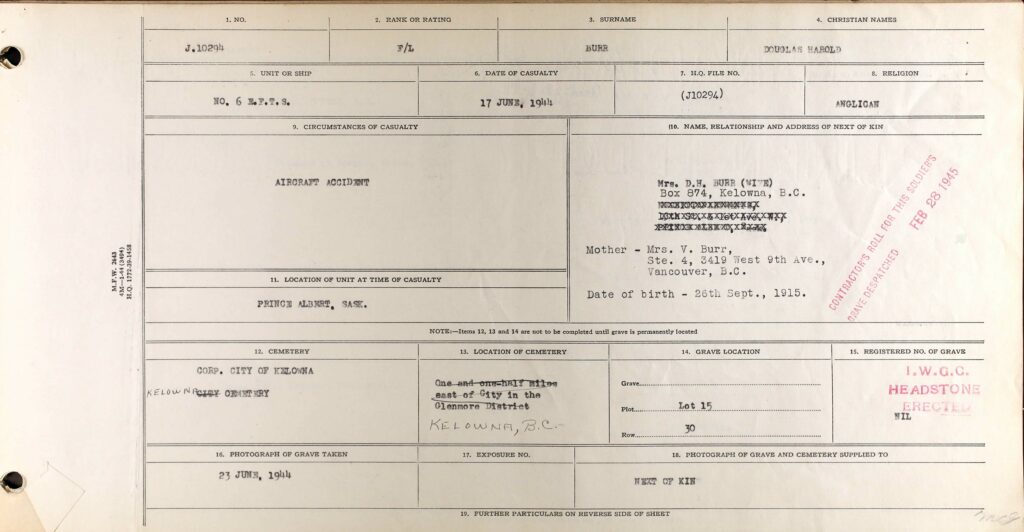 1. NO.
2. RANK OR RATING
3. SURNAME
4. CHRISTIAN NAMES
J.10294
F/L
BURR
DOUGLAS HAROLD
5. UNIT OR SHIP
6. DATE OF CASUALTY
7. H.Q. FILE NO.
8. RELIGION
NO. 6 E.F.T.S.
17 JUNE, 1944
(J10294)
ANGLICAN
9. CIRCUMSTANCES OF CASUALTY
10. NAME, RELATIONSHIP AND ADDRESS OF NEXT OF KIN
AIRCRAFT ACCIDENT
Mrs. D.H. BURR (WIFE)
Box 874, Kelowna, B.C.
Mother - Mrs. V. Burr,
Ste. 4, 3419 West 9th Ave.,
Vancouver, B.C.
Date of birth - 26th Sept., 1915.
CONTRACTOR'S ROLL FOR THIS SOLDIER'S
GRAVE DESPATCHED FEB 28 1945
M.F.W. 2643
4M—1-44 (3494)
H.Q. 1772-39-1458
11. LOCATION OF UNIT AT TIME OF CASUALTY
PRINCE ALBERT, SASK.
NOTE:—Items 12, 13 and 14 are not to be completed until grave is permanently located
12. CEMETERY
13. LOCATION OF CEMETERY
14. GRAVE LOCATION
15. REGISTERED NO. OF GRAVE
CORP. CITY OF KELOWNA
KELOWNA CITY CEMETERY
One and one-half miles
east of City in the
Glenmore District
KELOWNA, B.C.
Grave
Plot Lot 15
Row 30
I.W.G.C.
HEADSTONE
ERECTED
NIL
16. PHOTOGRAPH OF GRAVE TAKEN
17. EXPOSURE NO.
18. PHOTOGRAPH OF GRAVE AND CEMETERY SUPPLIED TO
23 JUNE, 1944
NEXT OF KIN
19. FURTHER PARTICULARS ON REVERSE SIDE OF SHEET